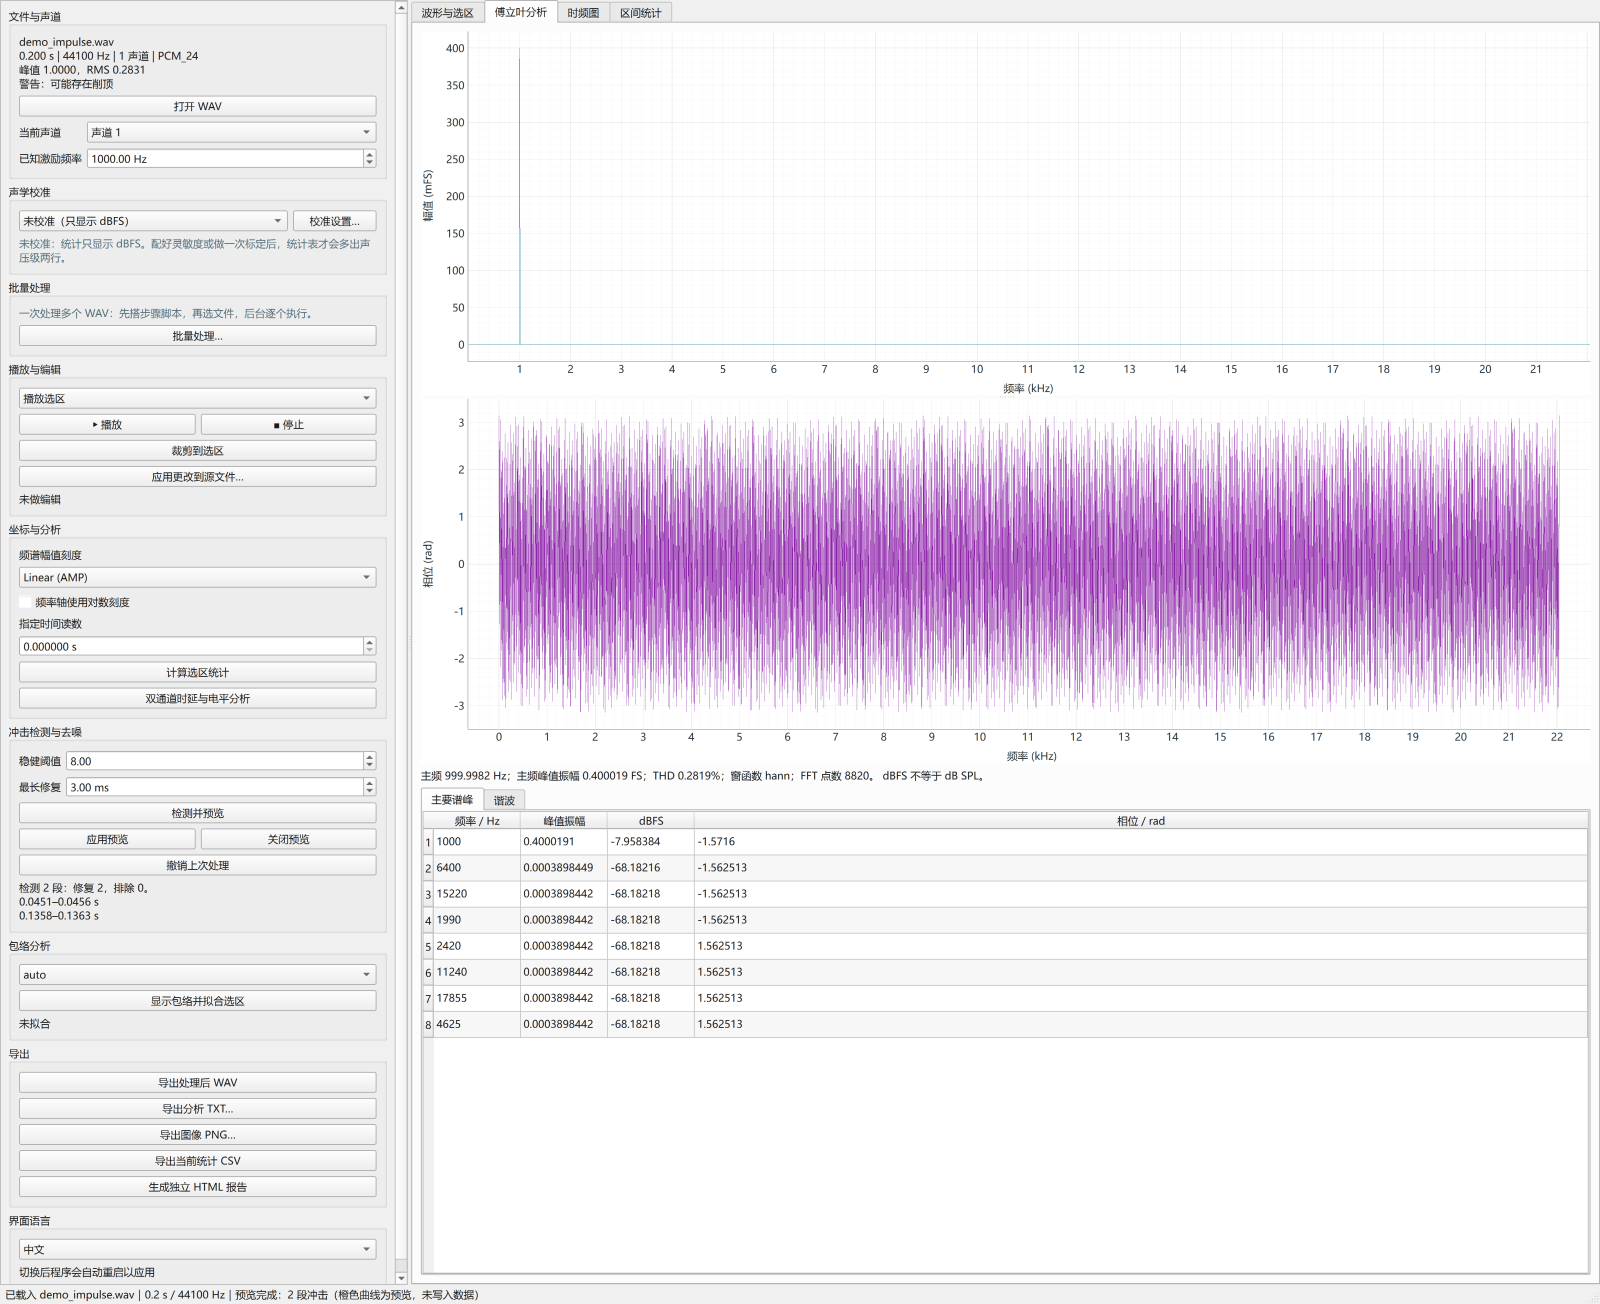 文件与声道
demo_impulse.wav
0.200 s | 44100 Hz | 1 声道 | PCM_24
峰值 1.0000，RMS 0.2831
警告：可能存在削顶
打开 WAV
当前声道 声道 1
已知激励频率 1000.00 Hz
声学校准
未校准（只显示 dBFS） 校准设置...
未校准：统计只显示 dBFS。配好灵敏度或做一次标定后，统计表才会多出声
压级两行。
批量处理
一次处理多个 WAV：先搭步骤脚本，再选文件，后台逐个执行。
批量处理...
播放与编辑
播放选区
播放 停止
裁剪到选区
应用更改到源文件...
未做编辑
坐标与分析
频谱幅值刻度
Linear (AMP)
频率轴使用对数刻度
指定时间读数
0.000000 s
计算选区统计
双通道时延与电平分析
冲击检测与去噪
稳健阈值 8.00
最长修复 3.00 ms
检测并预览
应用预览 关闭预览
撤销上次处理
检测 2 段：修复 2，排除 0。
0.0451–0.0456 s
0.1358–0.1363 s
包络分析
auto
显示包络并拟合选区
未拟合
导出
导出处理后 WAV
导出分析 TXT...
导出图像 PNG...
导出当前统计 CSV
生成独立 HTML 报告
界面语言
中文
切换后程序会自动重启以应用
波形与选区 傅立叶分析 时频图 区间统计
幅值 (mFS)
400
350
300
250
200
150
100
50
0
1 2 3 4 5 6 7 8 9 10 11 12 13 14 15 16 17 18 19 20 21
频率 (kHz)
相位 (rad)
3
2
1
0
-1
-2
-3
0 1 2 3 4 5 6 7 8 9 10 11 12 13 14 15 16 17 18 19 20 21 22
频率 (kHz)
主频 999.9982 Hz；主频峰值振幅 0.400019 FS；THD 0.2819%；窗函数 hann；FFT 点数 8820。 dBFS 不等于 dB SPL。
主要谱峰 谐波
频率 / Hz 峰值振幅 dBFS 相位 / rad
1 1000 0.4000191 -7.958384 -1.5716
2 6400 0.0003898449 -68.18216 -1.562513
3 15220 0.0003898442 -68.18218 -1.562513
4 1990 0.0003898442 -68.18218 -1.562513
5 2420 0.0003898442 -68.18218 1.562513
6 11240 0.0003898442 -68.18218 1.562513
7 17855 0.0003898442 -68.18218 1.562513
8 4625 0.0003898442 -68.18218 1.562513
已载入 demo_impulse.wav | 0.2 s / 44100 Hz | 预览完成：2 段冲击（橙色曲线为预览，未写入数据）